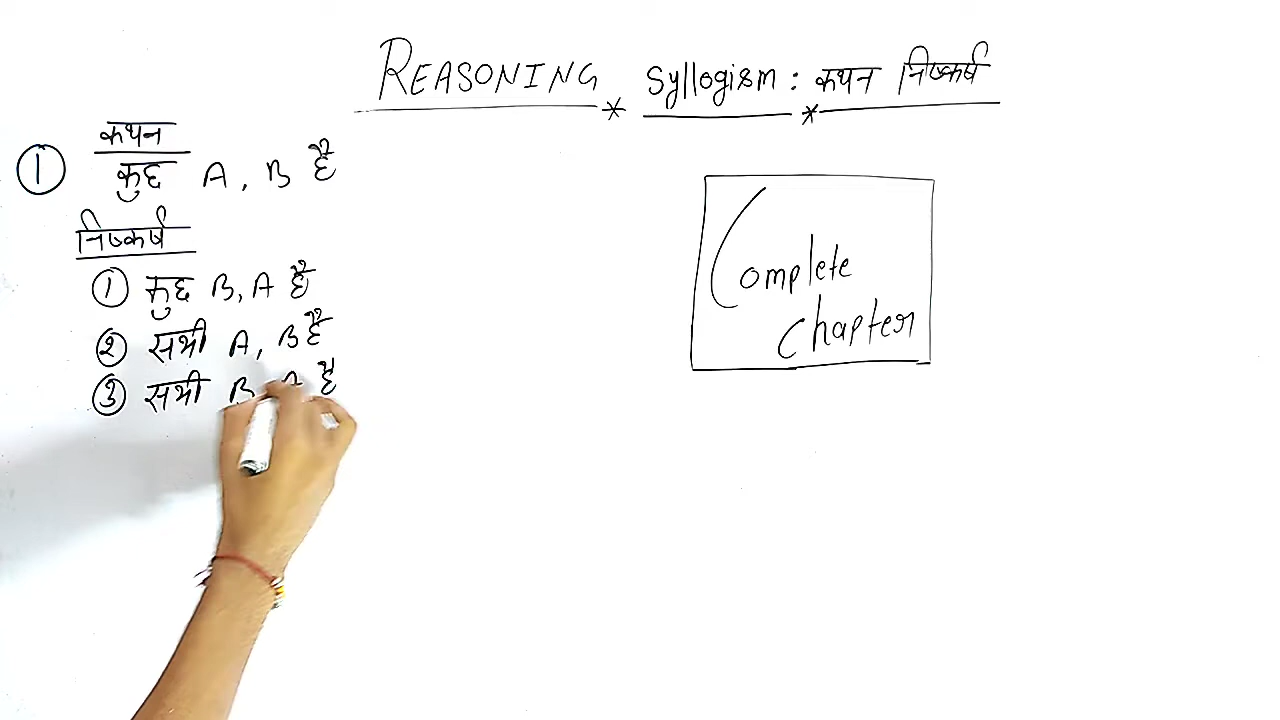 REASONING * Syllogism : * कथन निष्कर्ष
कथन
① कुछ A, B है
निष्कर्ष
① कुछ B, A है
② सभी A, B है
③ सभी B, A है
Complete
Chapter